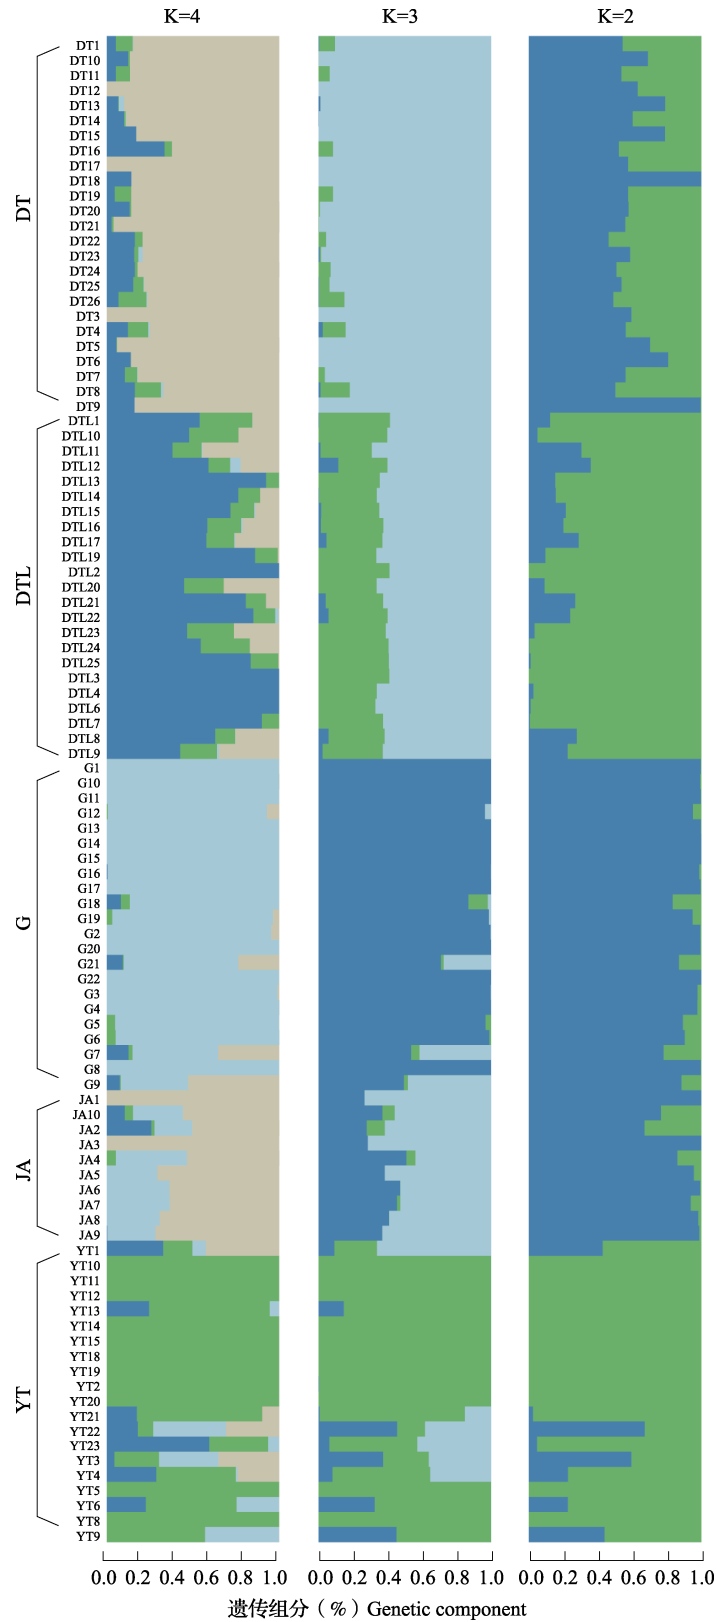 K=4 K=3 K=2
DT1
DT10
DT11
DT12
DT13
DT14
DT15
DT16
DT17
DT18
DT19
DT20
DT21
DT22
DT23
DT24
DT25
DT26
DT3
DT4
DT5
DT6
DT7
DT8
DT9
DT
DTL1
DTL10
DTL11
DTL12
DTL13
DTL14
DTL15
DTL16
DTL17
DTL19
DTL2
DTL20
DTL21
DTL22
DTL23
DTL24
DTL25
DTL3
DTL4
DTL6
DTL7
DTL8
DTL9
DTL
G1
G10
G11
G12
G13
G14
G15
G16
G17
G18
G19
G2
G20
G21
G22
G3
G4
G5
G6
G7
G8
G9
G
JA1
JA10
JA2
JA3
JA4
JA5
JA6
JA7
JA8
JA9
JA
YT1
YT10
YT11
YT12
YT13
YT14
YT15
YT18
YT19
YT2
YT20
YT21
YT22
YT23
YT3
YT4
YT5
YT6
YT8
YT9
YT
0.0 0.2 0.4 0.6 0.8 1.0 0.0 0.2 0.4 0.6 0.8 1.0 0.0 0.2 0.4 0.6 0.8 1.0
遗传组分（%）Genetic component